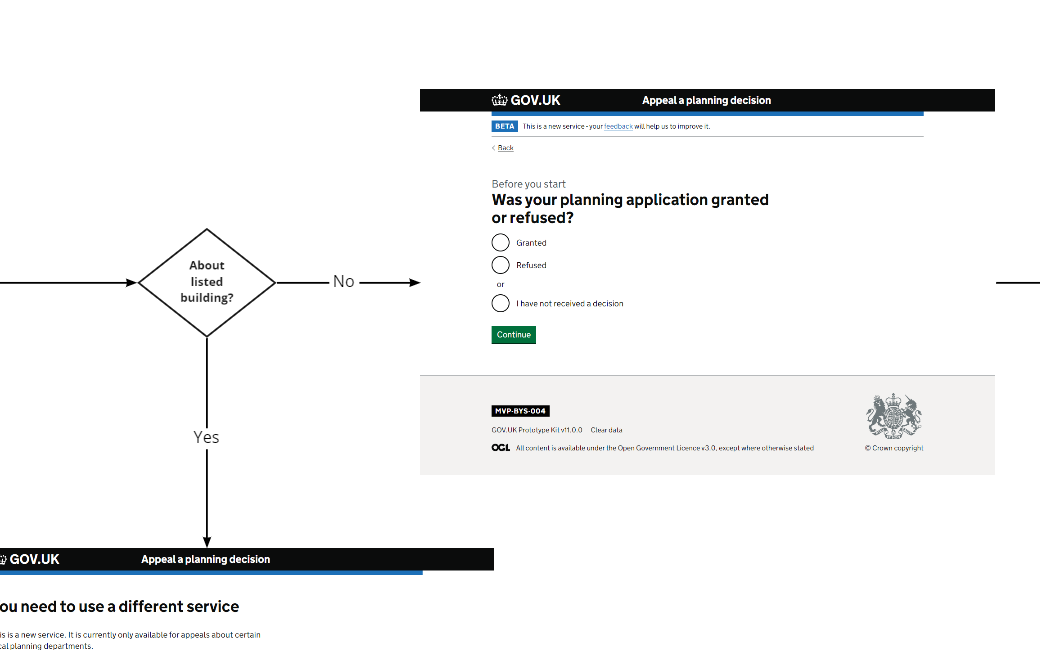 GOV.UK Appeal a planning decision
BETA This is a new service - your feedback will help us to improve it.
Back
Before you start
Was your planning application granted
or refused?
Granted
Refused
or
I have not received a decision
Continue
MVP-BYS-004
GOV.UK Prototype Kit v11.0.0 Clear data
OGL All content is available under the Open Government Licence v3.0, except where otherwise stated
© Crown copyright
About
listed
building?
No
Yes
GOV.UK Appeal a planning decision
ou need to use a different service
is is a new service. It is currently only available for appeals about certain
cal planning departments.